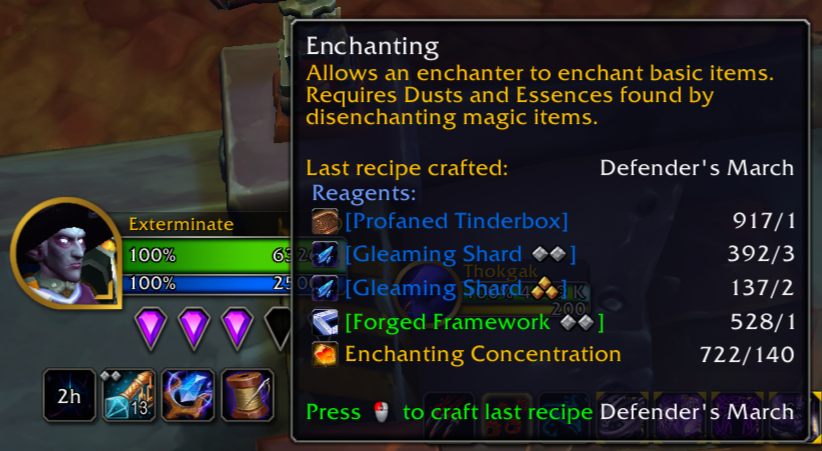 Enchanting
Allows an enchanter to enchant basic items.
Requires Dusts and Essences found by
disenchanting magic items.
Last recipe crafted: Defender's March
Reagents:
[Profaned Tinderbox] 917/1
[Gleaming Shard ] 392/3
[Gleaming Shard ] 137/2
[Forged Framework ] 528/1
Enchanting Concentration 722/140
Press to craft last recipe Defender's March
Exterminate
100%
100%
Thokgak
200
2h
13